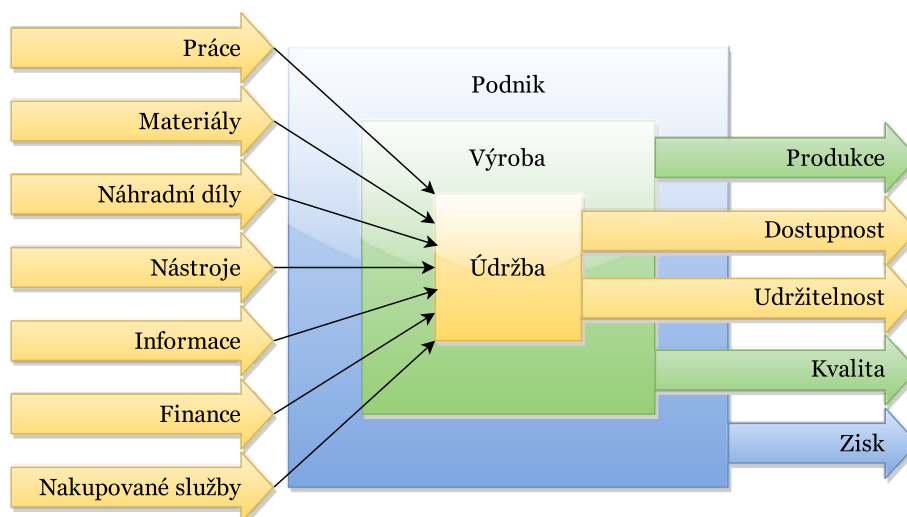 Práce
Materiály
Náhradní díly
Nástroje
Informace
Finance
Nakupované služby
Podnik
Výroba
Údržba
Produkce
Dostupnost
Udržitelnost
Kvalita
Zisk